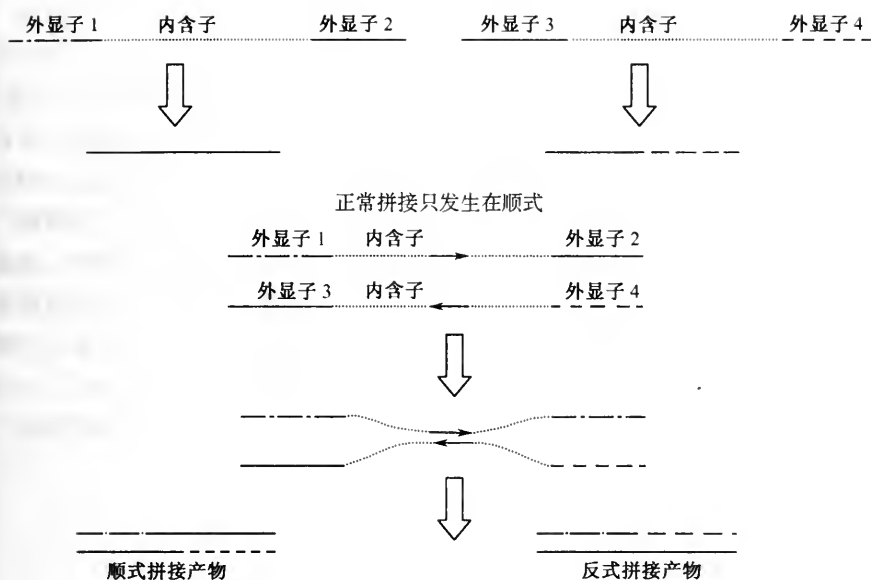 外显子 1 内含子 外显子 2 外显子 3 内含子 外显子 4
正常拼接只发生在顺式
外显子 1 内含子 外显子 2
外显子 3 内含子 外显子 4
顺式拼接产物 反式拼接产物